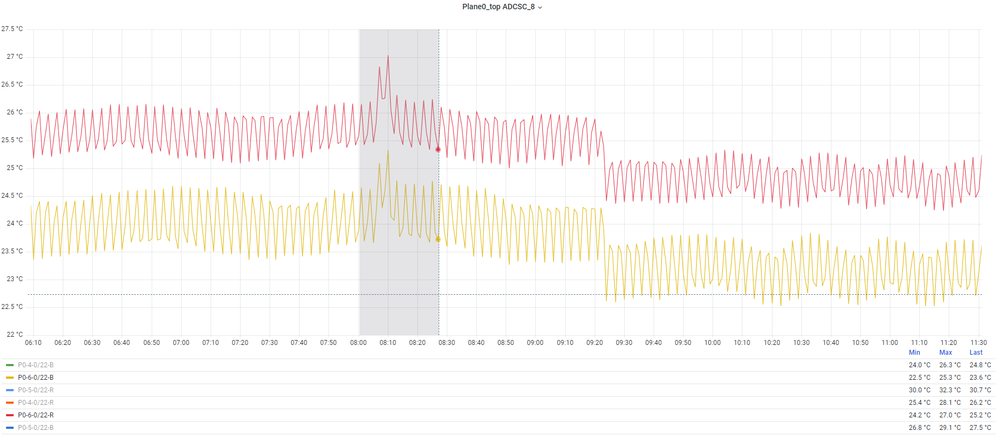 Plane0_top ADCSC_8
27.5 °C
27 °C
26.5 °C
26 °C
25.5 °C
25 °C
24.5 °C
24 °C
23.5 °C
23 °C
22.5 °C
22 °C
06:10 06:20 06:30 06:40 06:50 07:00 07:10 07:20 07:30 07:40 07:50 08:00 08:10 08:20 08:30 08:40 08:50 09:00 09:10 09:20 09:30 09:40 09:50 10:00 10:10 10:20 10:30 10:40 10:50 11:00 11:10 11:20 11:30
Min Max Last
P0-4-0/22-B 24.0 °C 26.3 °C 24.8 °C
P0-6-0/22-B 22.5 °C 25.3 °C 23.6 °C
P0-5-0/22-R 30.0 °C 32.3 °C 30.7 °C
P0-4-0/22-R 25.4 °C 28.1 °C 26.2 °C
P0-6-0/22-R 24.2 °C 27.0 °C 25.2 °C
P0-5-0/22-B 26.8 °C 29.1 °C 27.5 °C